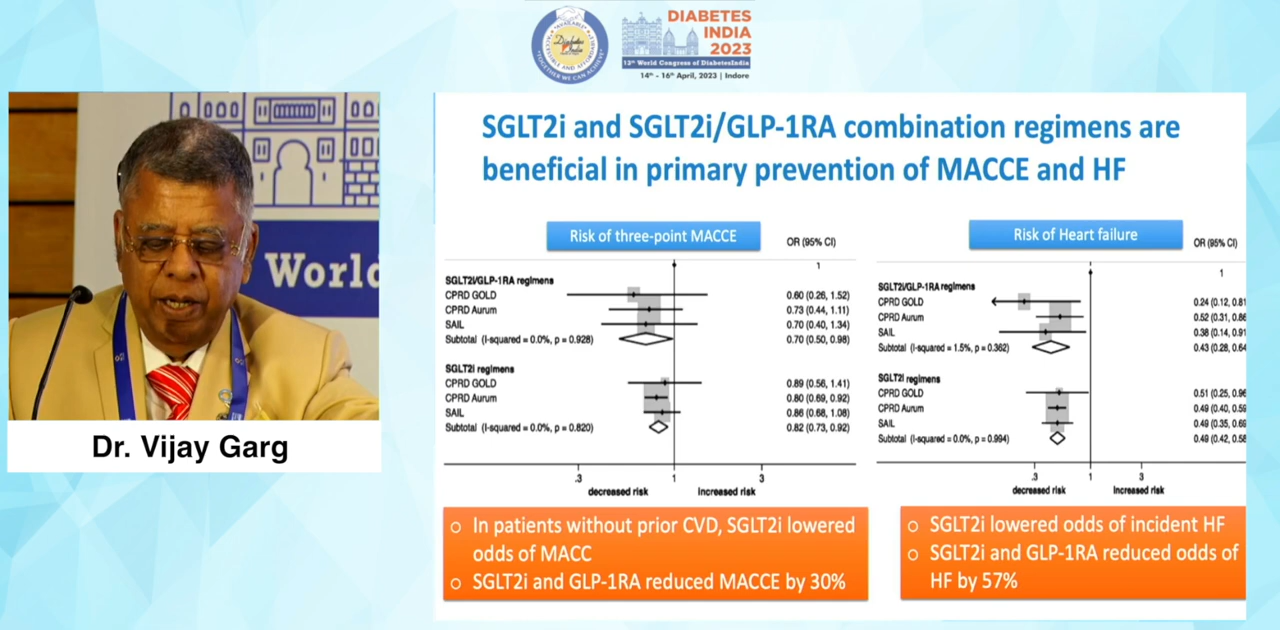 DIABETES
INDIA
2023
12th World Congress of DiabetesIndia
14th - 16th April, 2023 | Indore
Diabetes
India
TOGETHER WE CAN ACHIEVE
World
Dr. Vijay Garg
SGLT2i and SGLT2i/GLP-1RA combination regimens are
beneficial in primary prevention of MACCE and HF
Risk of three-point MACCE
OR (95% CI)
1
SGLT2i/GLP-1RA regimens
CPRD GOLD 0.60 (0.26, 1.52)
CPRD Aurum 0.73 (0.44, 1.11)
SAIL 0.70 (0.40, 1.34)
Subtotal (I-squared = 0.0%, p = 0.928) 0.70 (0.50, 0.98)
SGLT2i regimens
CPRD GOLD 0.89 (0.56, 1.41)
CPRD Aurum 0.80 (0.69, 0.92)
SAIL 0.86 (0.68, 1.08)
Subtotal (I-squared = 0.0%, p = 0.820) 0.82 (0.73, 0.92)
.3 1 3
decreased risk increased risk
o In patients without prior CVD, SGLT2i lowered
odds of MACC
o SGLT2i and GLP-1RA reduced MACCE by 30%
Risk of Heart failure
OR (95% CI)
1
SGLT2i/GLP-1RA regimens
CPRD GOLD 0.24 (0.12, 0.81
CPRD Aurum 0.52 (0.31, 0.86
SAIL 0.38 (0.14, 0.91
Subtotal (I-squared = 1.5%, p = 0.362) 0.43 (0.28, 0.64
SGLT2i regimens
CPRD GOLD 0.51 (0.25, 0.96
CPRD Aurum 0.49 (0.40, 0.59
SAIL 0.49 (0.35, 0.69
Subtotal (I-squared = 0.0%, p = 0.994) 0.49 (0.42, 0.58
.3 1 3
decreased risk increased risk
o SGLT2i lowered odds of incident HF
o SGLT2i and GLP-1RA reduced odds of
HF by 57%